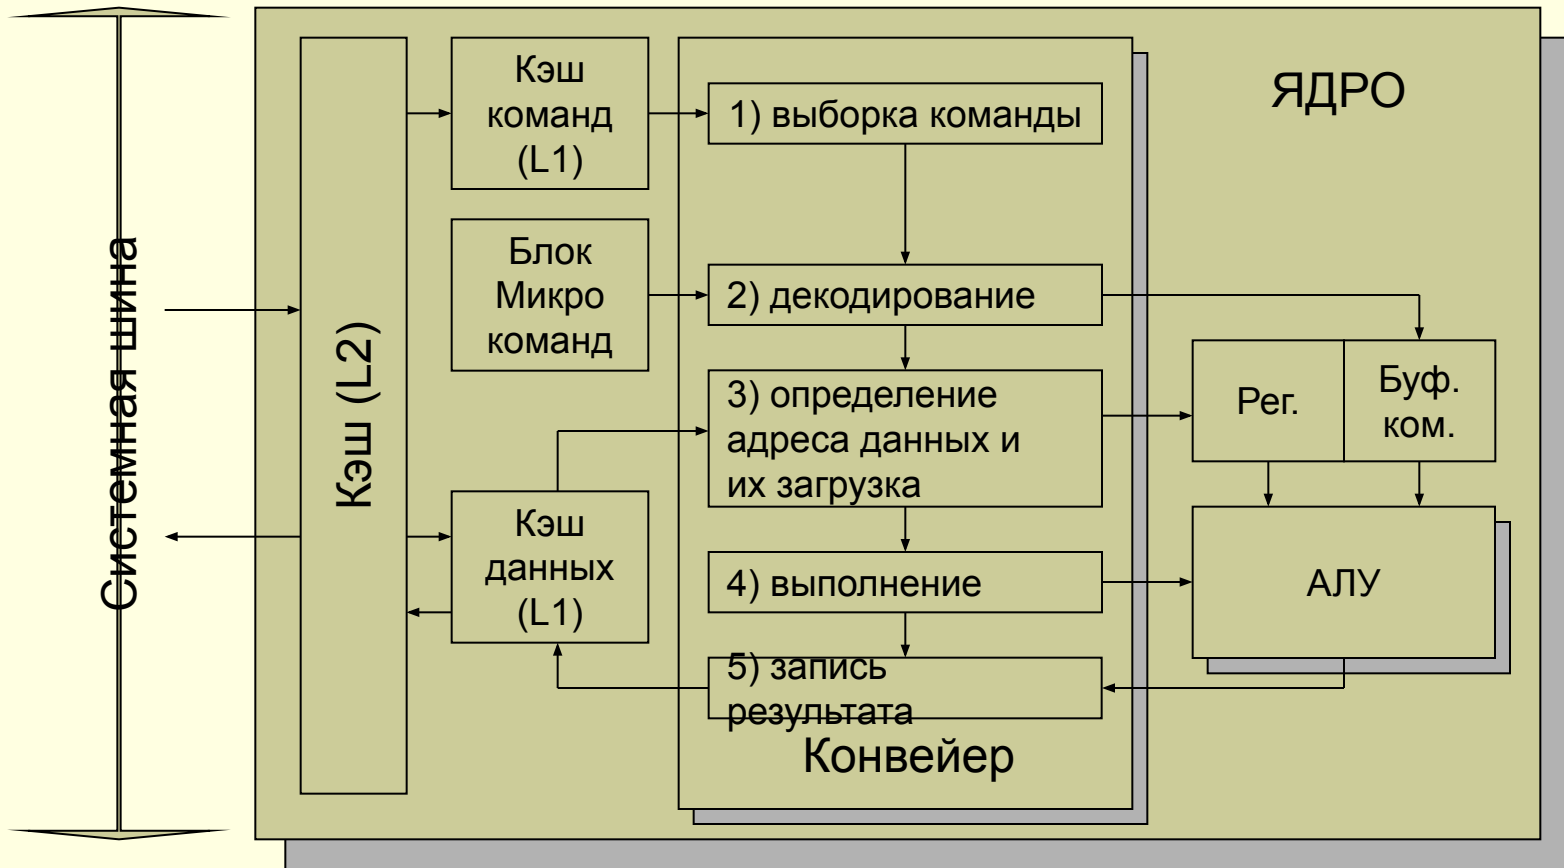 Системная шина
Кэш (L2)
Кэш
команд
(L1)
Блок
Микро
команд
Кэш
данных
(L1)
1) выборка команды
2) декодирование
3) определение
адреса данных и
их загрузка
4) выполнение
5) запись
результата
Конвейер
ЯДРО
Рег.
Буф.
ком.
АЛУ